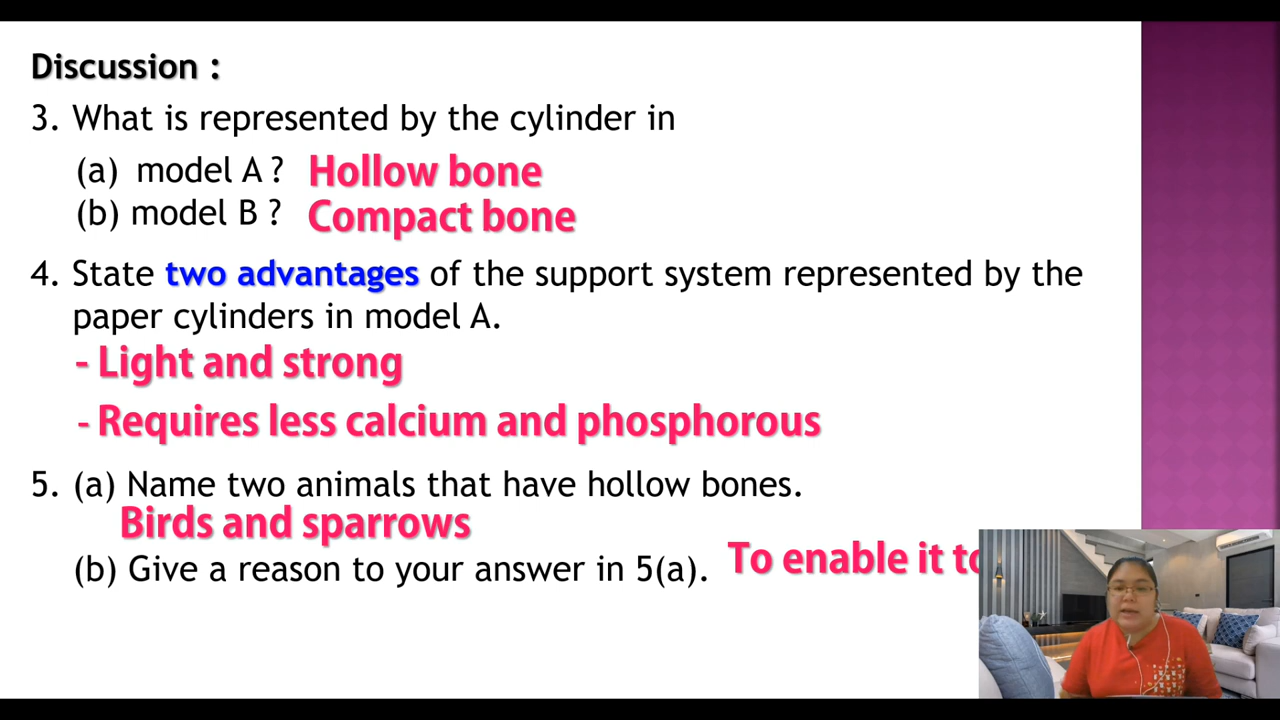 Discussion :
3. What is represented by the cylinder in
(a) model A ? Hollow bone
(b) model B ? Compact bone
4. State two advantages of the support system represented by the
paper cylinders in model A.
- Light and strong
- Requires less calcium and phosphorous
5. (a) Name two animals that have hollow bones.
Birds and sparrows
(b) Give a reason to your answer in 5(a). To enable it to